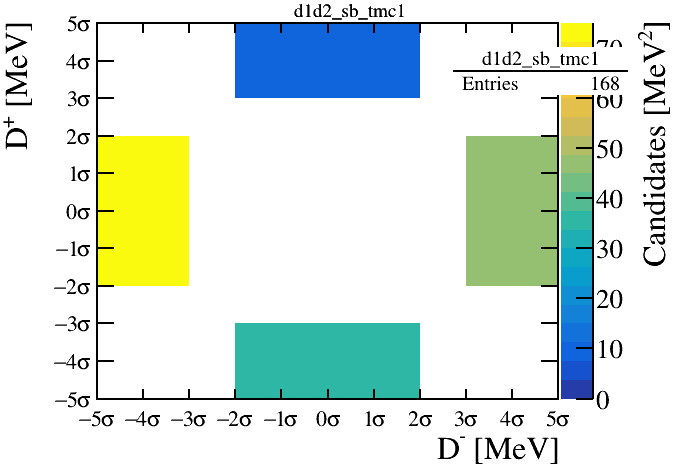 d1d2_sb_tmc1
D⁺ [MeV]
5σ
4σ
3σ
2σ
1σ
0σ
−1σ
−2σ
−3σ
−4σ
−5σ
−5σ −4σ −3σ −2σ −1σ 0σ 1σ 2σ 3σ 4σ 5σ
D⁻ [MeV]
d1d2_sb_tmc1
Entries 168
70
60
50
40
30
20
10
0
Candidates [MeV²]